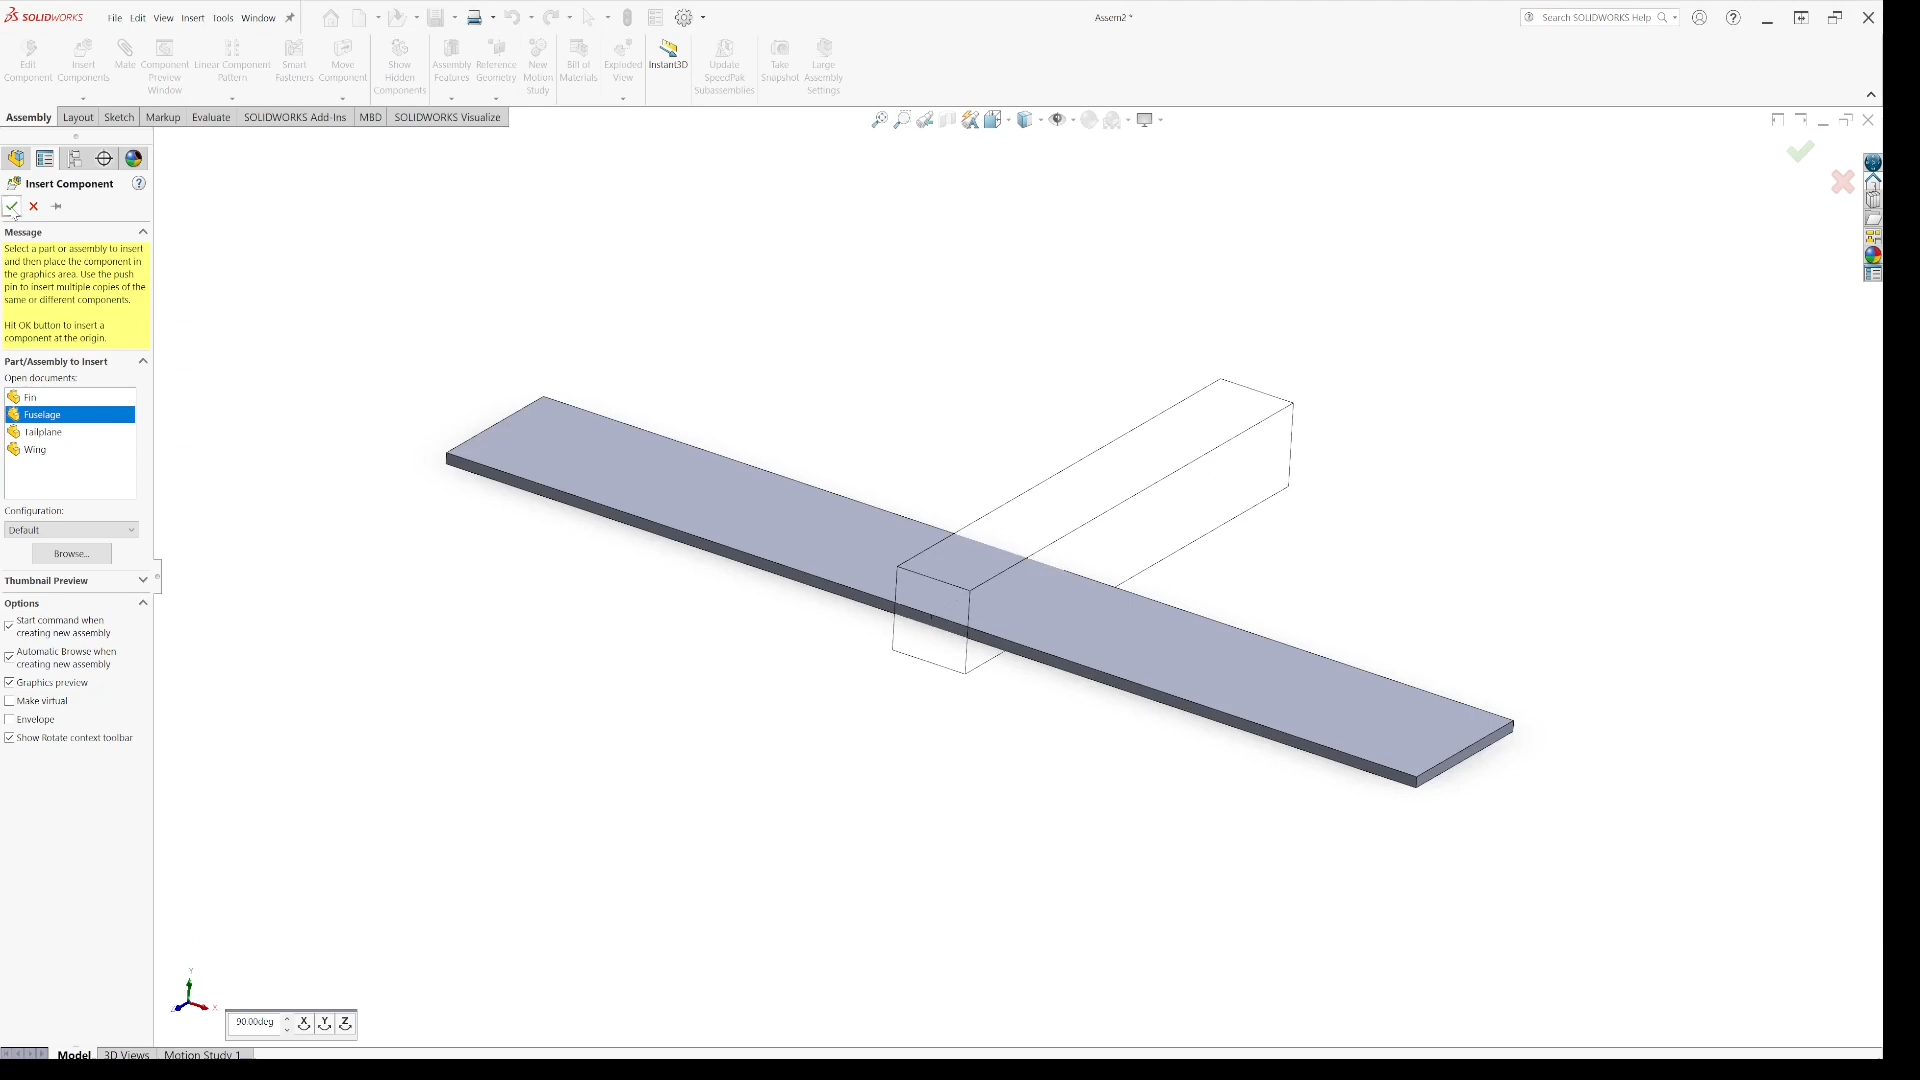 SOLIDWORKS File Edit View Insert Tools Window Assem2 * Search SOLIDWORKS Help
Edit Component
Insert Components
Mate
Component Preview Window
Linear Component Pattern
Smart Fasteners
Move Component
Show Hidden Components
Assembly Features
Reference Geometry
New Motion Study
Bill of Materials
Exploded View
Instant3D
Update SpeedPak Subassemblies
Take Snapshot
Large Assembly Settings
Assembly Layout Sketch Markup Evaluate SOLIDWORKS Add-Ins MBD SOLIDWORKS Visualize
Insert Component
Message
Select a part or assembly to insert
and then place the component in
the graphics area. Use the push
pin to insert multiple copies of the
same or different components.
Hit OK button to insert a
component at the origin.
Part/Assembly to Insert
Open documents:
Fin
Fuselage
Tailplane
Wing
Configuration:
Default
Browse...
Thumbnail Preview
Options
Start command when
creating new assembly
Automatic Browse when
creating new assembly
Graphics preview
Make virtual
Envelope
Show Rotate context toolbar
Y
X
90.00deg X Y Z
Model 3D Views Motion Study 1